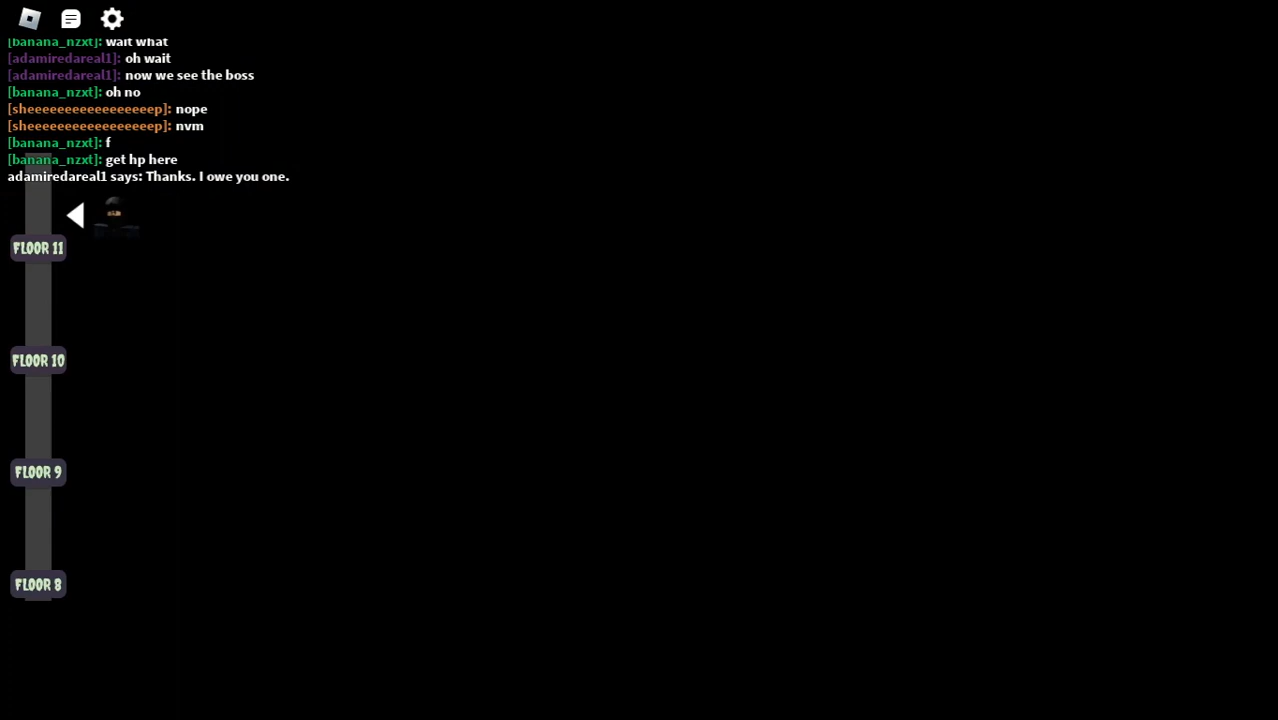 [banana_nzxt]: wait what
[adamiredareal1]: oh wait
[adamiredareal1]: now we see the boss
[banana_nzxt]: oh no
[sheeeeeeeeeeeeeeeeep]: nope
[sheeeeeeeeeeeeeeeeep]: nvm
[banana_nzxt]: f
[banana_nzxt]: get hp here
adamiredareal1 says: Thanks. I owe you one.
FLOOR 11
FLOOR 10
FLOOR 9
FLOOR 8